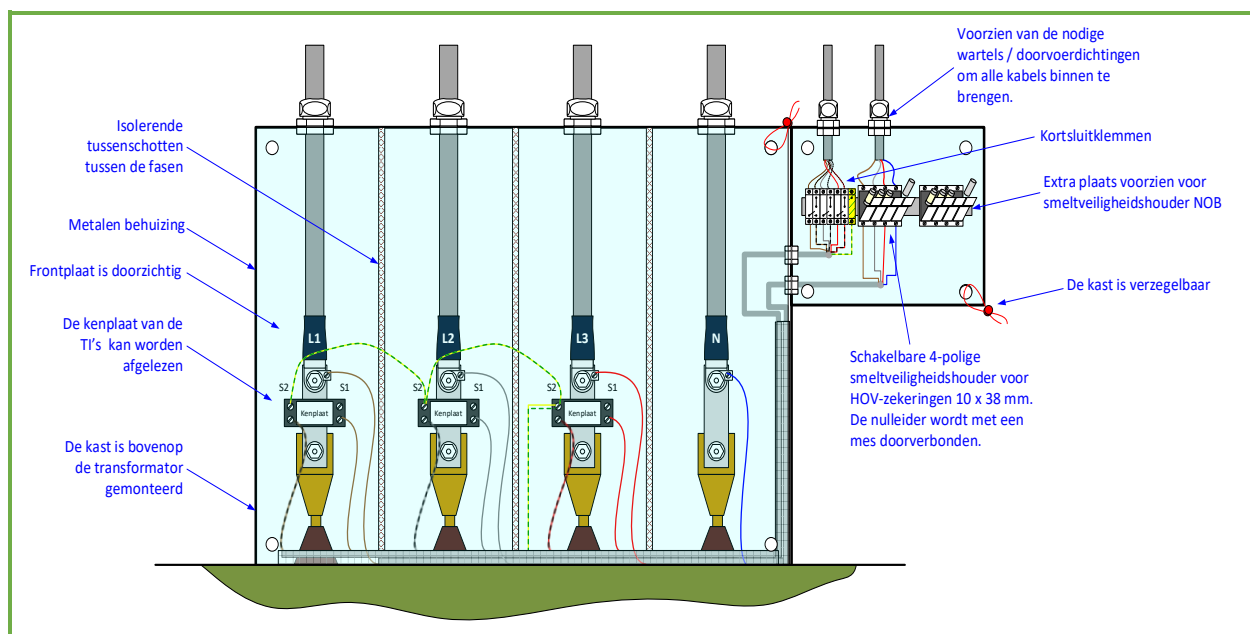 Voorzien van de nodige
wartels / doorvoerdichtingen
om alle kabels binnen te
brengen.
Isolerende
tussenschotten
tussen de fasen
Kortsluitklemmen
Extra plaats voorzien voor
smeltveiligheidshouder NOB
Metalen behuizing
Frontplaat is doorzichtig
De kast is verzegelbaar
De kenplaat van de
TI's kan worden
afgelezen
L1
L2
L3
N
Schakelbare 4-polige
smeltveiligheidshouder voor
HOV-zekeringen 10 x 38 mm.
De nulleider wordt met een
mes doorverbonden.
S2
S1
S2
S1
S2
S1
Kenplaat
Kenplaat
Kenplaat
De kast is bovenop
de transformator
gemonteerd